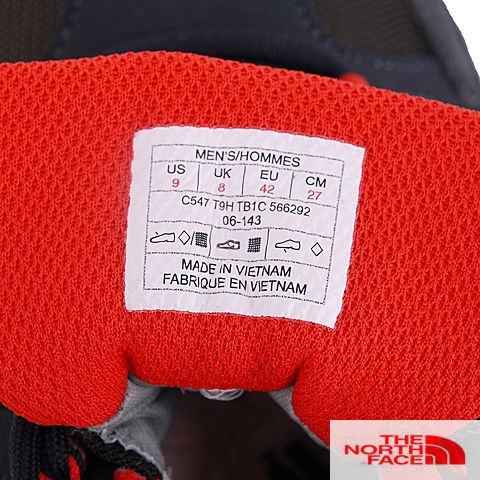 MEN'S/HOMMES
US UK EU CM
9 8 42 27
C547 T9H TB1C 566292
06-143
MADE IN VIETNAM
FABRIQUE EN VIETNAM
THE
NORTH
FACE